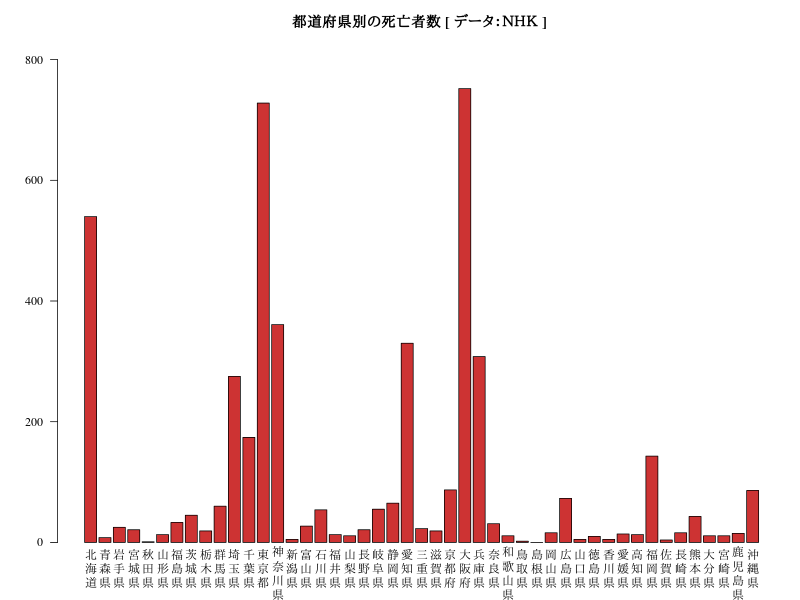 都道府県別の死亡者数 [ データ：NHK ]
800
600
400
200
0
北海道
青森県
岩手県
宮城県
秋田県
山形県
福島県
茨城県
栃木県
群馬県
埼玉県
千葉県
東京都
神奈川県
新潟県
富山県
石川県
福井県
山梨県
長野県
岐阜県
静岡県
愛知県
三重県
滋賀県
京都府
大阪府
兵庫県
奈良県
和歌山県
鳥取県
島根県
岡山県
広島県
山口県
徳島県
香川県
愛媛県
高知県
福岡県
佐賀県
長崎県
熊本県
大分県
宮崎県
鹿児島県
沖縄県